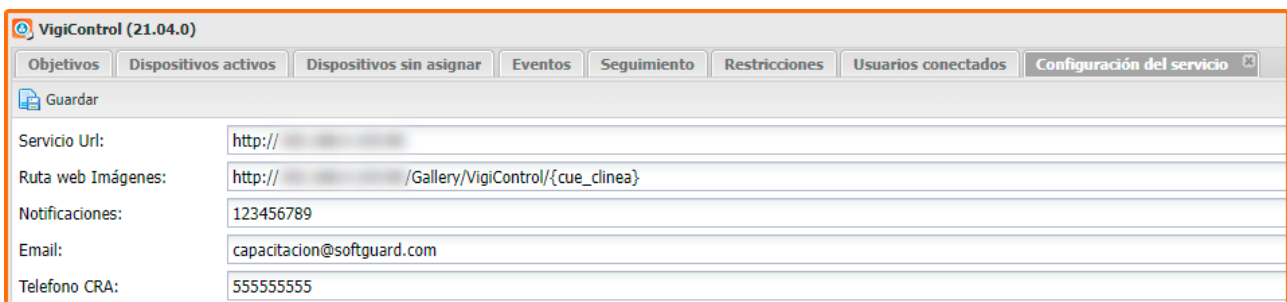 VigiControl (21.04.0)
Objetivos Dispositivos activos Dispositivos sin asignar Eventos Seguimiento Restricciones Usuarios conectados Configuración del servicio
Guardar
Servicio Url: http://
Ruta web Imágenes: http:// /Gallery/VigiControl/{cue_clinea}
Notificaciones: 123456789
Email: capacitacion@softguard.com
Telefono CRA: 555555555